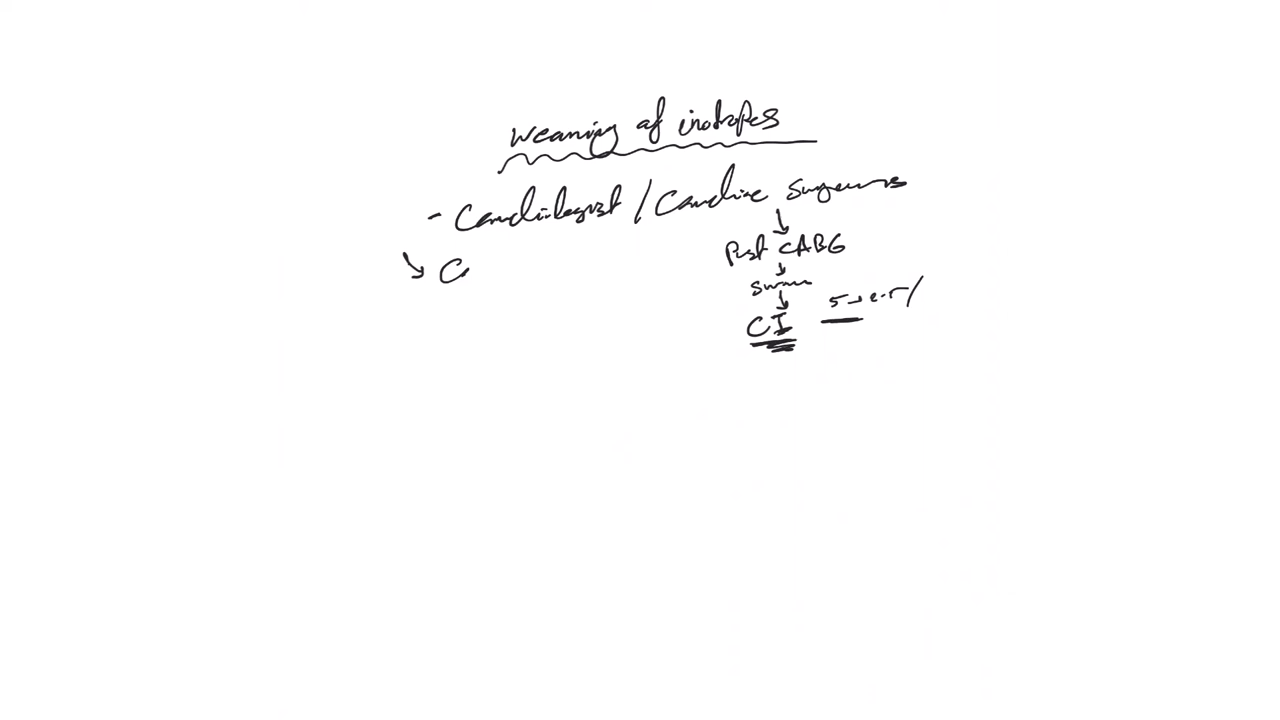 Weaning of inotropes
- Cardiologist / Cardiac Surgeons
Post CABG
↘ C
Swan
CI